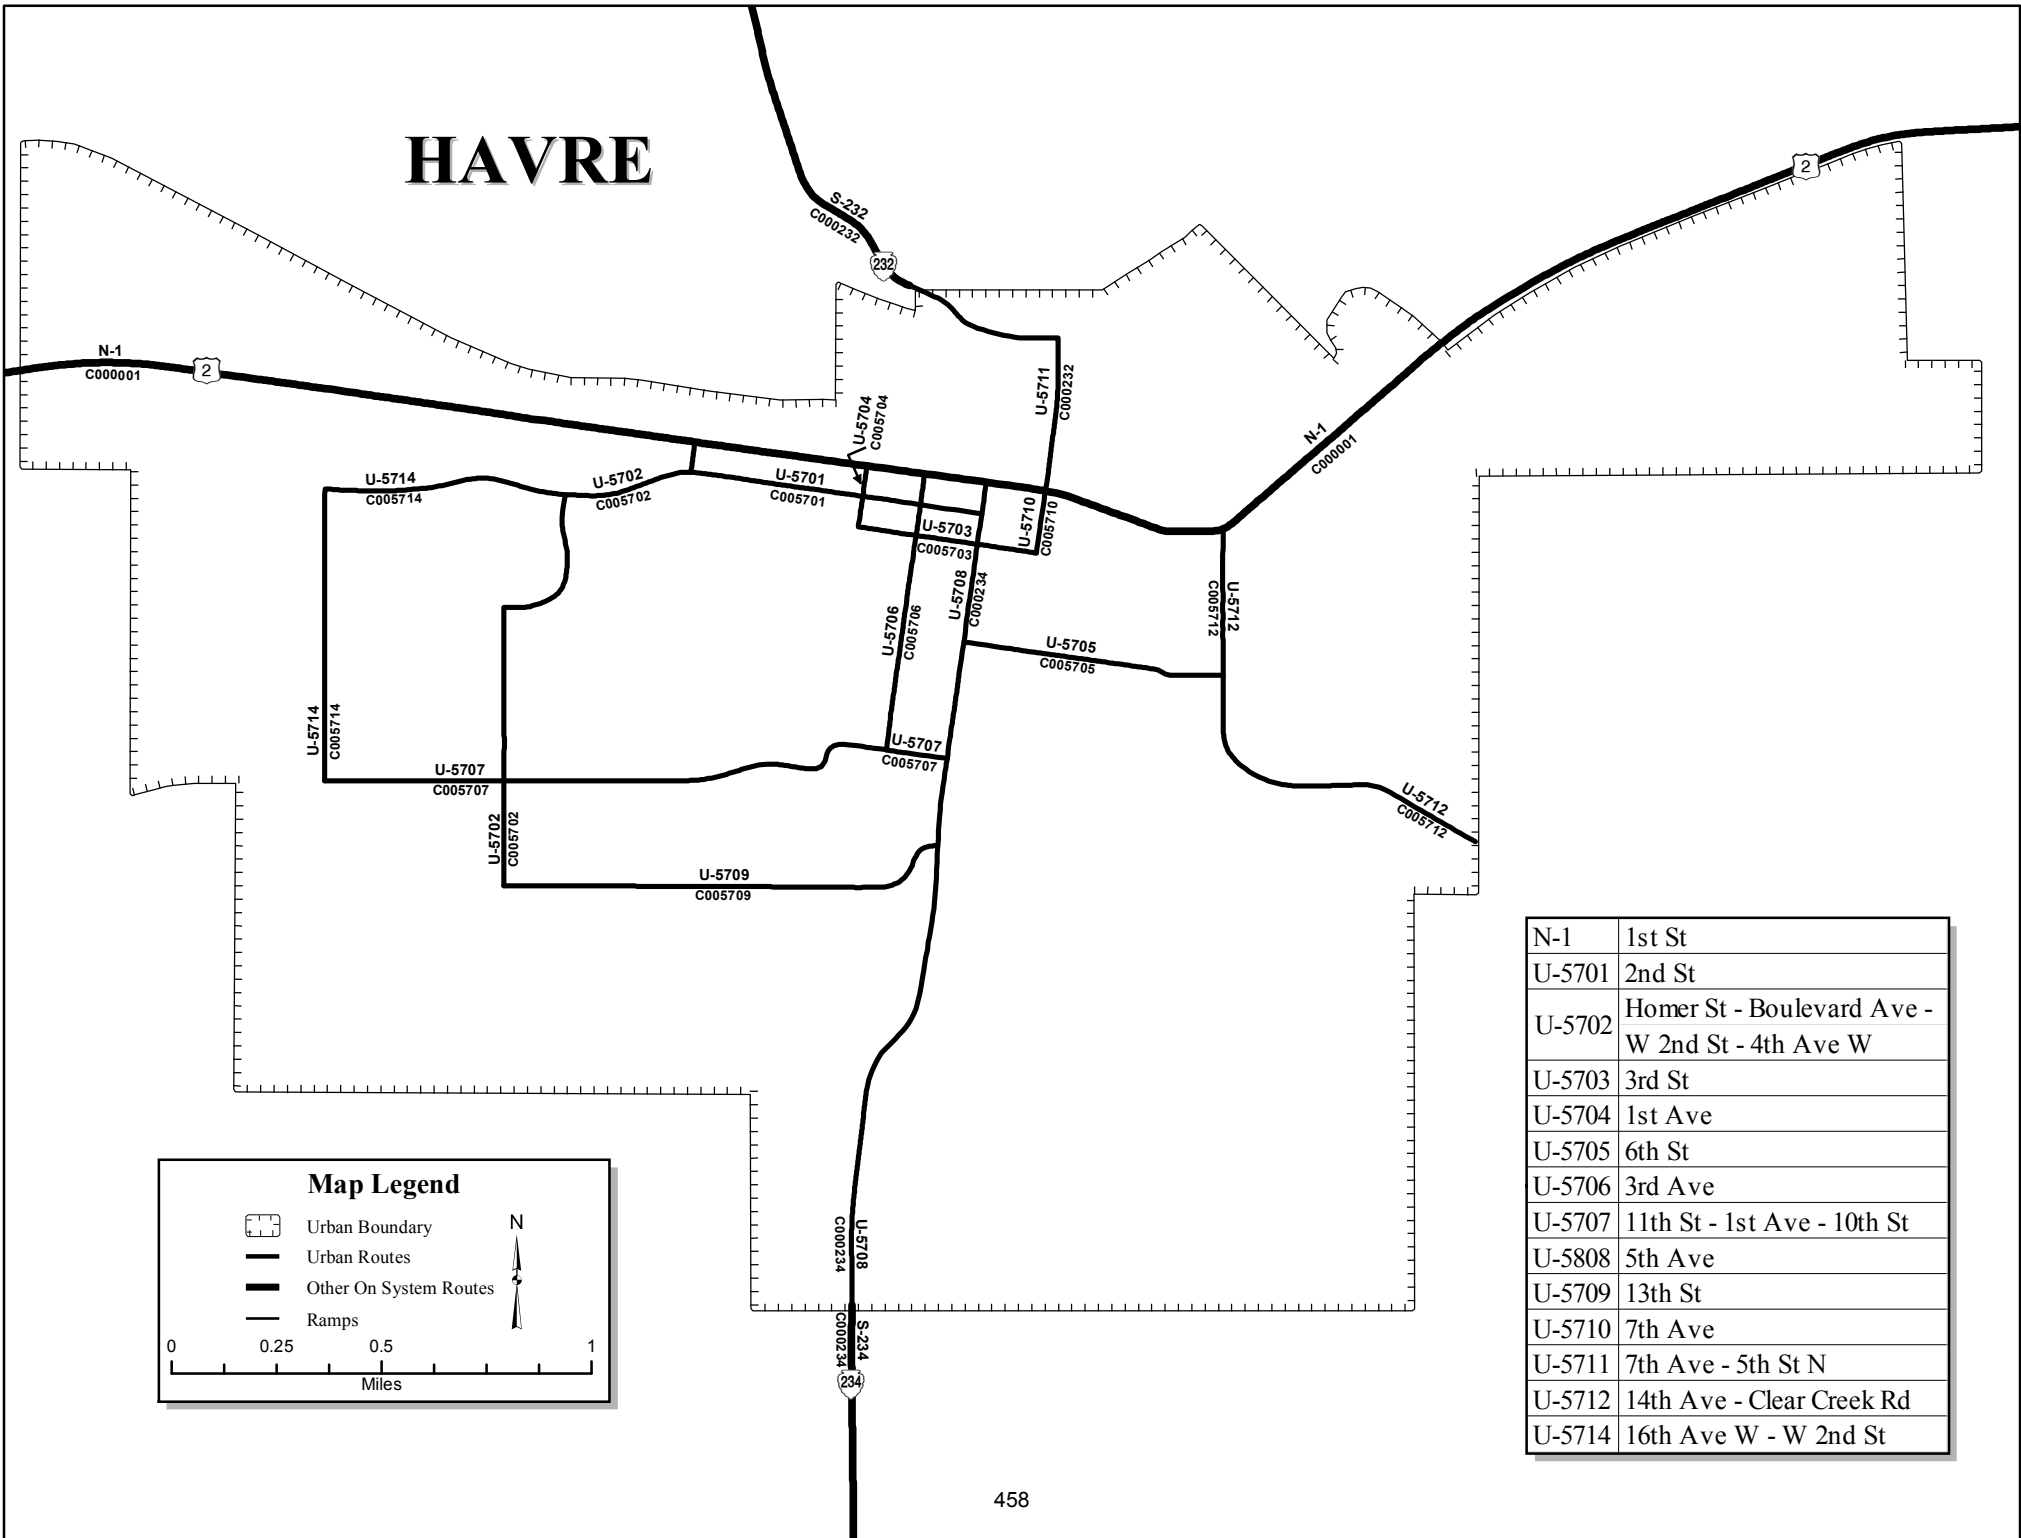 HAVRE
S-232
C000232
232
2
N-1
C000001
2
U-5704
C005704
U-5711
C000232
N-1
C000001
U-5714
C005714
U-5702
C005702
U-5701
C005701
U-5710
C005710
U-5703
C005703
U-5708
C000234
U-5706
C005706
U-5712
C005712
U-5705
C005705
U-5714
C005714
U-5707
C005707
U-5707
C005707
U-5712
C005712
U-5702
C005702
U-5709
C005709
U-5708
C000234
S-234
C000234
234
N-1 1st St
U-5701 2nd St
U-5702 Homer St - Boulevard Ave -
W 2nd St - 4th Ave W
U-5703 3rd St
U-5704 1st Ave
U-5705 6th St
U-5706 3rd Ave
U-5707 11th St - 1st Ave - 10th St
U-5808 5th Ave
U-5709 13th St
U-5710 7th Ave
U-5711 7th Ave - 5th St N
U-5712 14th Ave - Clear Creek Rd
U-5714 16th Ave W - W 2nd St
Map Legend
Urban Boundary
Urban Routes
Other On System Routes
Ramps
N
0 0.25 0.5 1
Miles
458